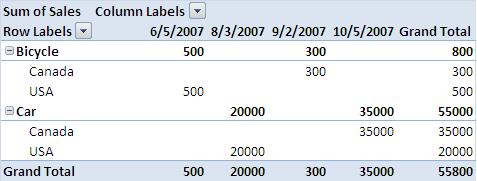 Sum of Sales Column Labels
Row Labels 6/5/2007 8/3/2007 9/2/2007 10/5/2007 Grand Total
Bicycle 500 300 800
Canada 300 300
USA 500 500
Car 20000 35000 55000
Canada 35000 35000
USA 20000 20000
Grand Total 500 20000 300 35000 55800